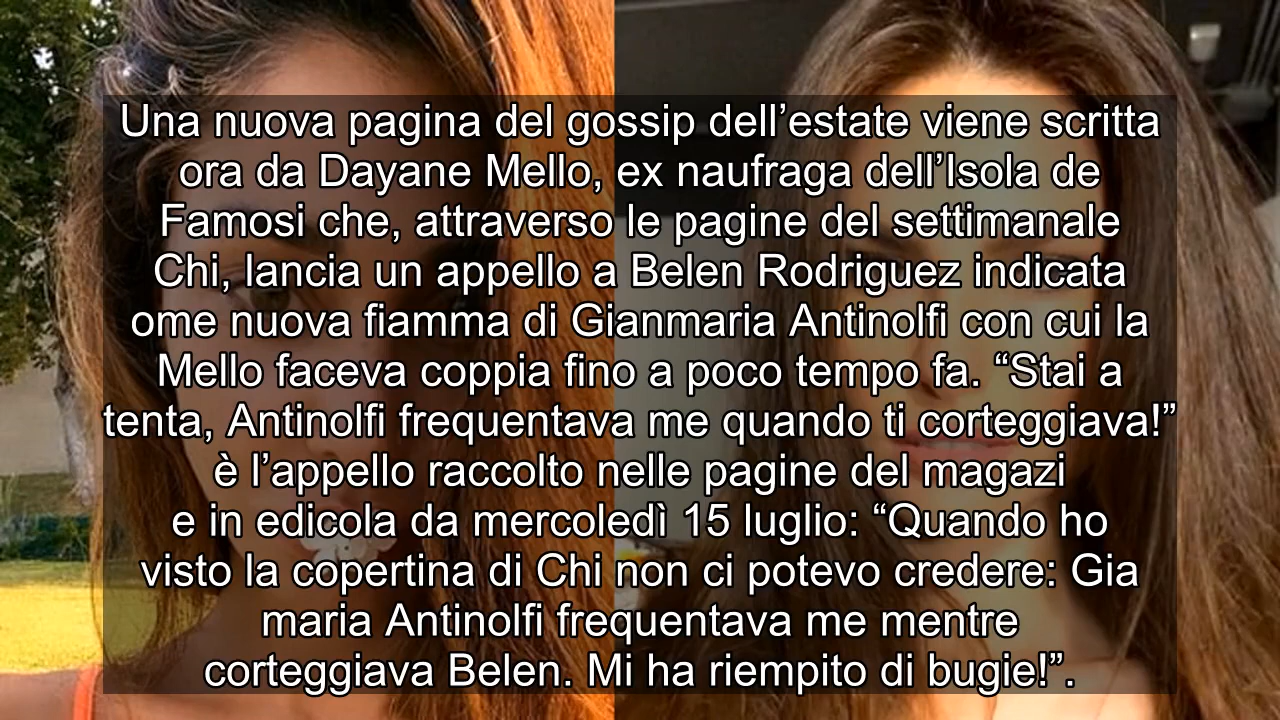 Una nuova pagina del gossip dell’estate viene scritta
ora da Dayane Mello, ex naufraga dell’Isola de
Famosi che, attraverso le pagine del settimanale
Chi, lancia un appello a Belen Rodriguez indicata
ome nuova fiamma di Gianmaria Antinolfi con cui la
Mello faceva coppia fino a poco tempo fa. “Stai a
tenta, Antinolfi frequentava me quando ti corteggiava!”
è l’appello raccolto nelle pagine del magazi
e in edicola da mercoledì 15 luglio: “Quando ho
visto la copertina di Chi non ci potevo credere: Gia
maria Antinolfi frequentava me mentre
corteggiava Belen. Mi ha riempito di bugie!”.